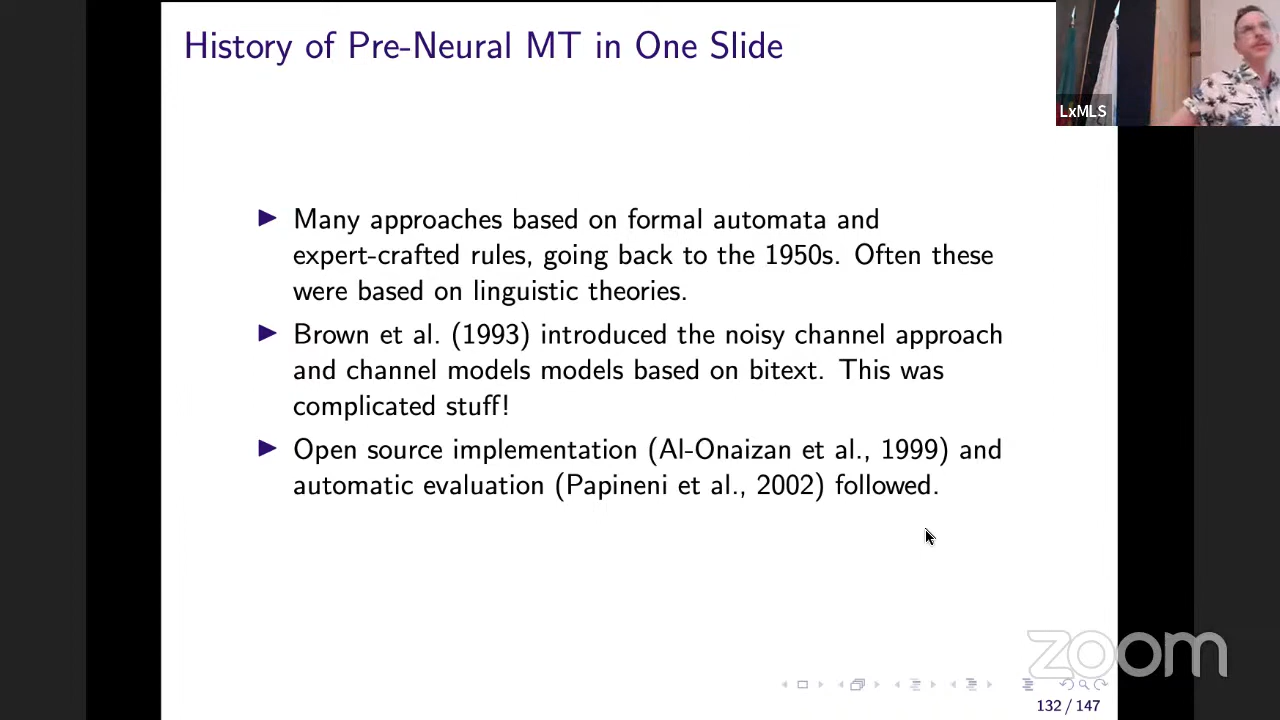 History of Pre-Neural MT in One Slide
LxMLS
▶ Many approaches based on formal automata and
expert-crafted rules, going back to the 1950s. Often these
were based on linguistic theories.
▶ Brown et al. (1993) introduced the noisy channel approach
and channel models models based on bitext. This was
complicated stuff!
▶ Open source implementation (Al-Onaizan et al., 1999) and
automatic evaluation (Papineni et al., 2002) followed.
zoom
132 / 147